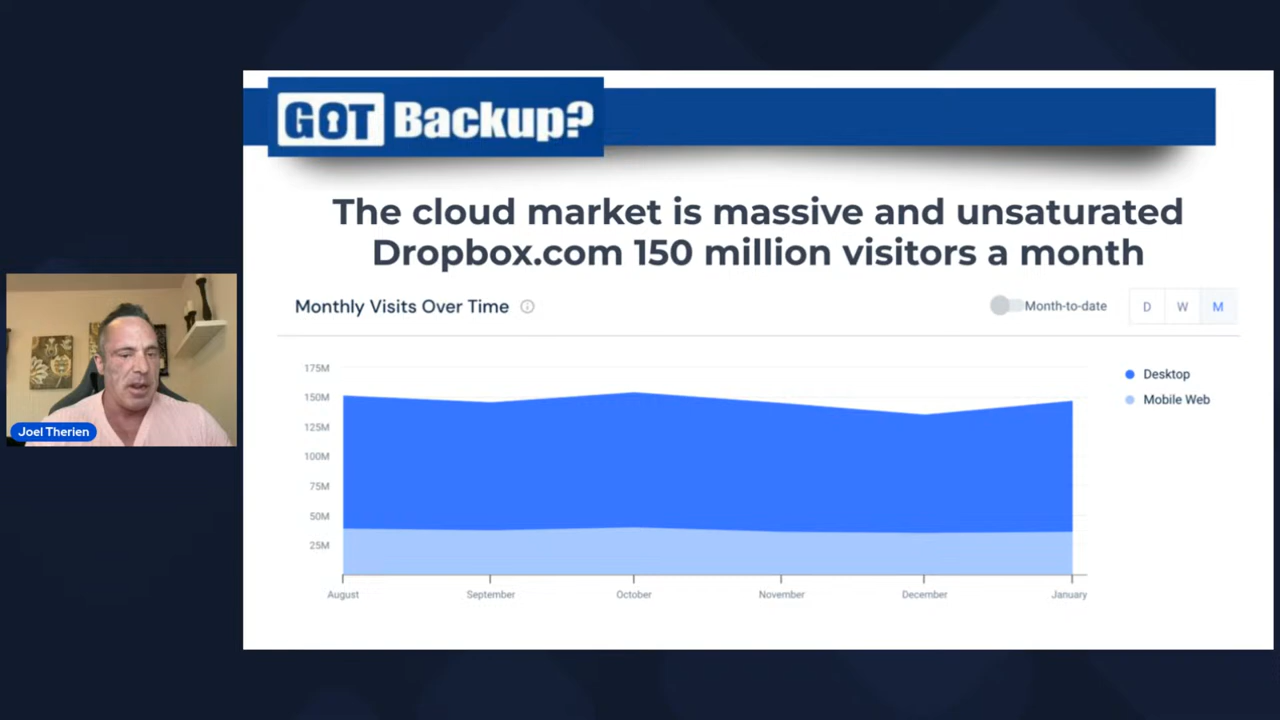 GOT Backup?
The cloud market is massive and unsaturated
Dropbox.com 150 million visitors a month
Monthly Visits Over Time
Month-to-date
D W M
175M
150M
125M
100M
75M
50M
25M
August September October November December January
Desktop
Mobile Web
Joel Therien